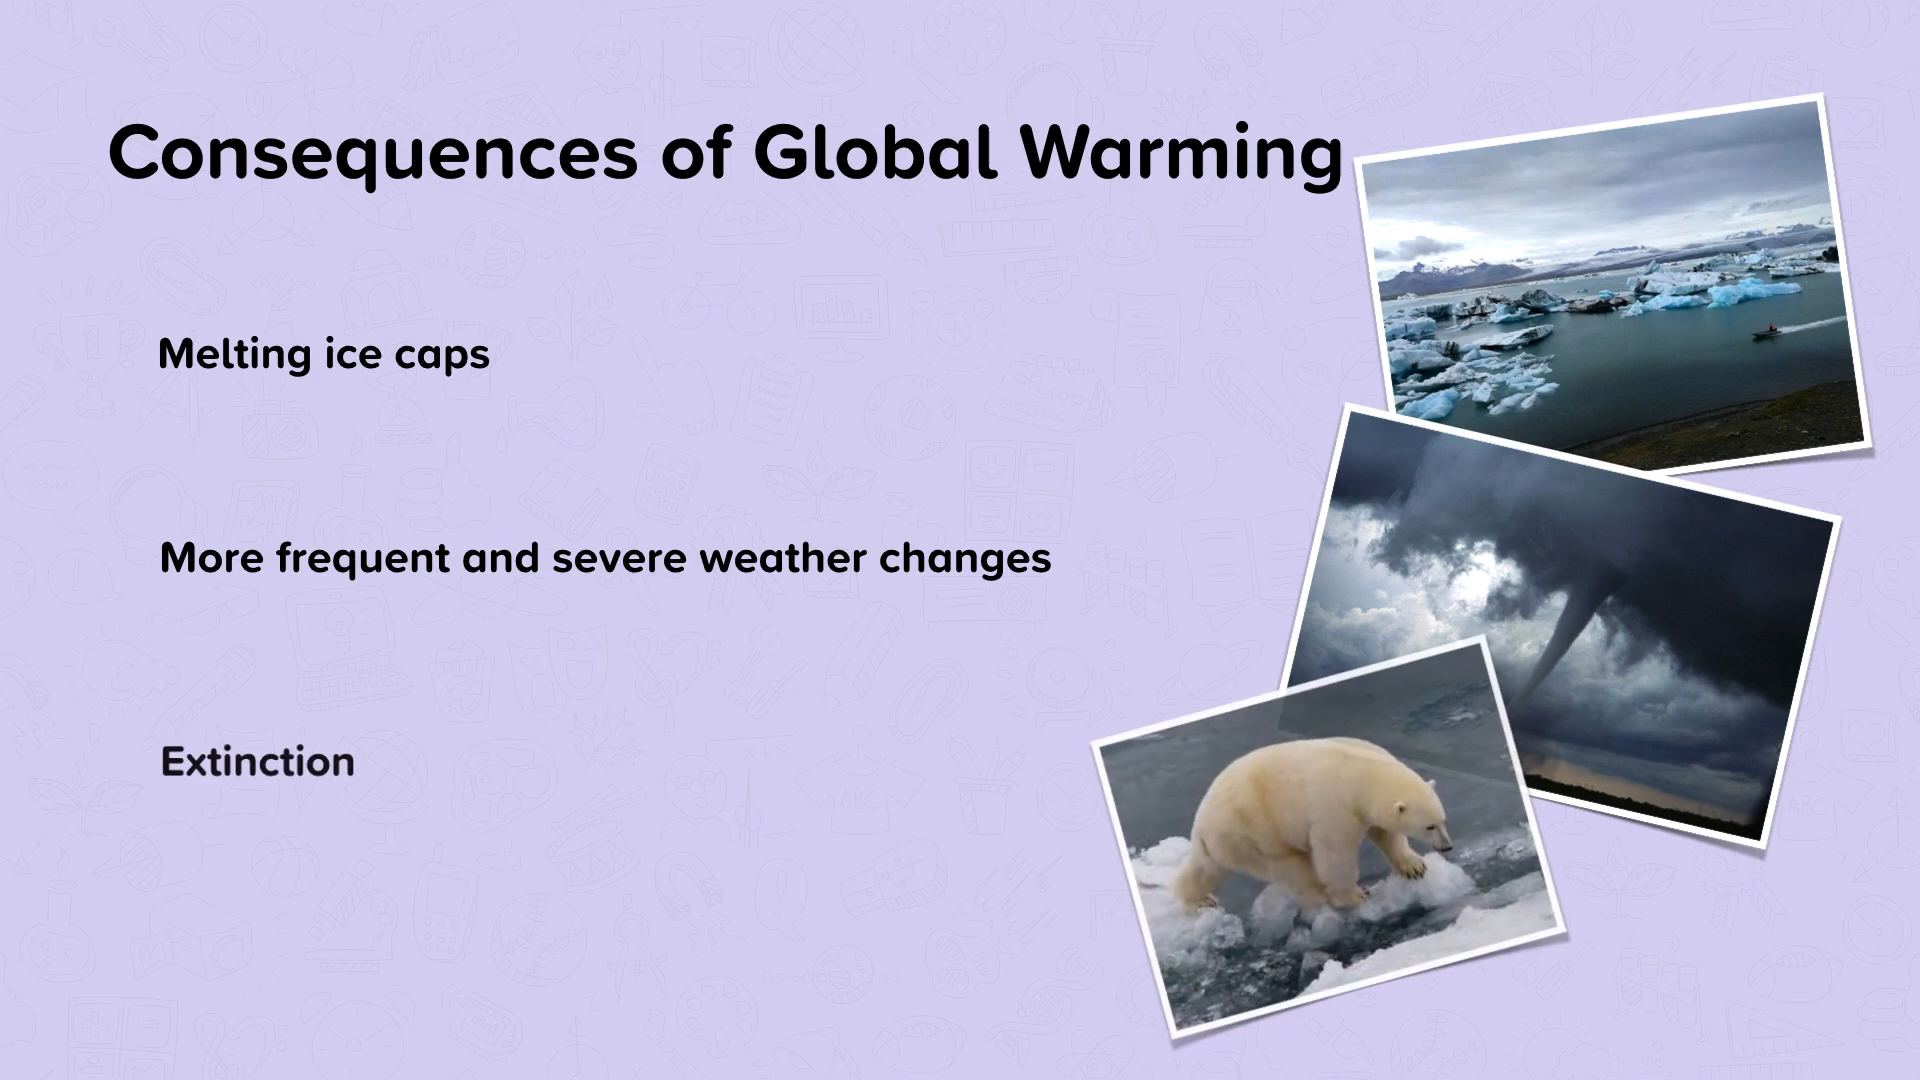 Consequences of Global Warming
Melting ice caps
More frequent and severe weather changes
Extinction